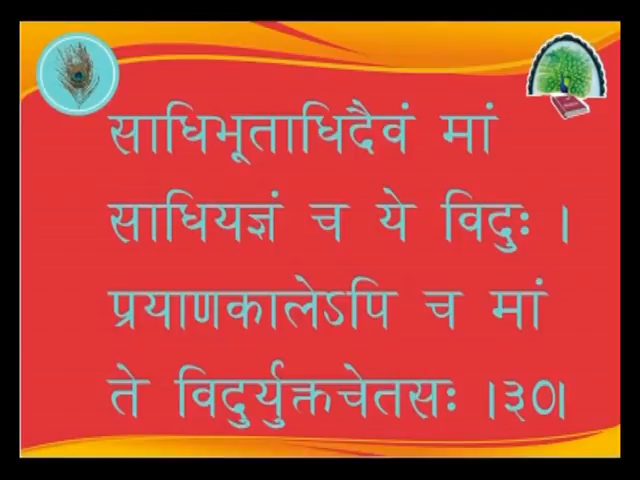 साधिभूताधिदैवं मां
साधियज्ञं च ये विदुः ।
प्रयाणकालेऽपि च मां
ते विदुर्युक्तचेतसः ।३०।